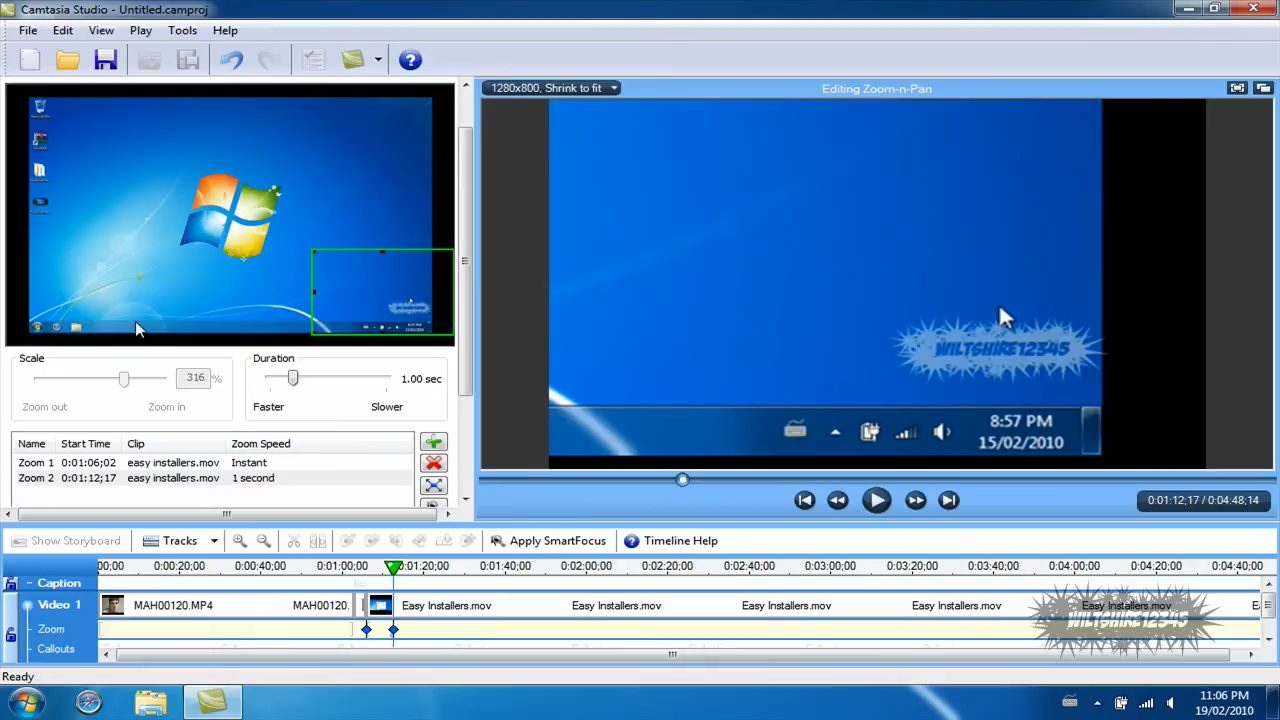 Camtasia Studio - Untitled.camproj
File Edit View Play Tools Help
1280x800, Shrink to fit
Editing Zoom-n-Pan
WILTSHIRE12345
8:57 PM
15/02/2010
Scale
316 %
Zoom out Zoom in
Duration
1.00 sec
Faster Slower
Name Start Time Clip Zoom Speed
Zoom 1 0:01:06;02 easy installers.mov Instant
Zoom 2 0:01:12;17 easy installers.mov 1 second
0:01:12;17 / 0:04:48;14
Show Storyboard Tracks Apply SmartFocus Timeline Help
00;00 0:00:20;00 0:00:40;00 0:01:00;00 0:01:20;00 0:01:40;00 0:02:00;00 0:02:20;00 0:02:40;00 0:03:00;00 0:03:20;00 0:03:40;00 0:04:00;00 0:04:20;00 0:04:40;00
Caption
Video 1 MAH00120.MP4 MAH00120. Easy Installers.mov Easy Installers.mov Easy Installers.mov Easy Installers.mov Easy Installers.mov Easy
Zoom
WILTSHIRE12345
Callouts
Ready
11:06 PM
19/02/2010